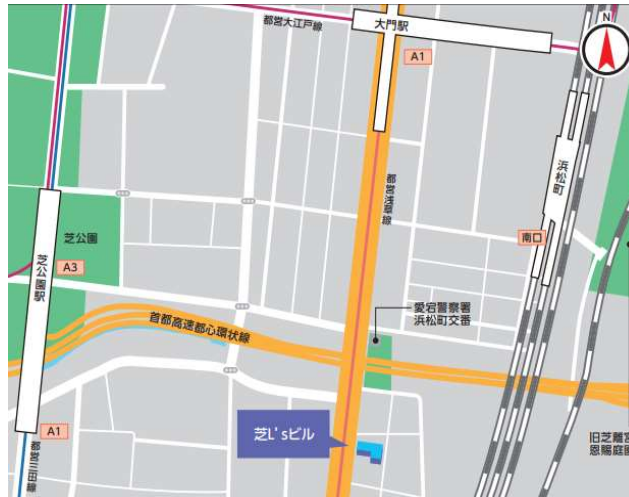 都営大江戸線
大門駅
N
A1
都営浅草線
浜松町
南口
芝公園
芝公園駅
A3
首都高速都心環状線
愛宕警察署
浜松町交番
芝L'sビル
A1
都営三田線
旧芝離宮
恩賜庭園